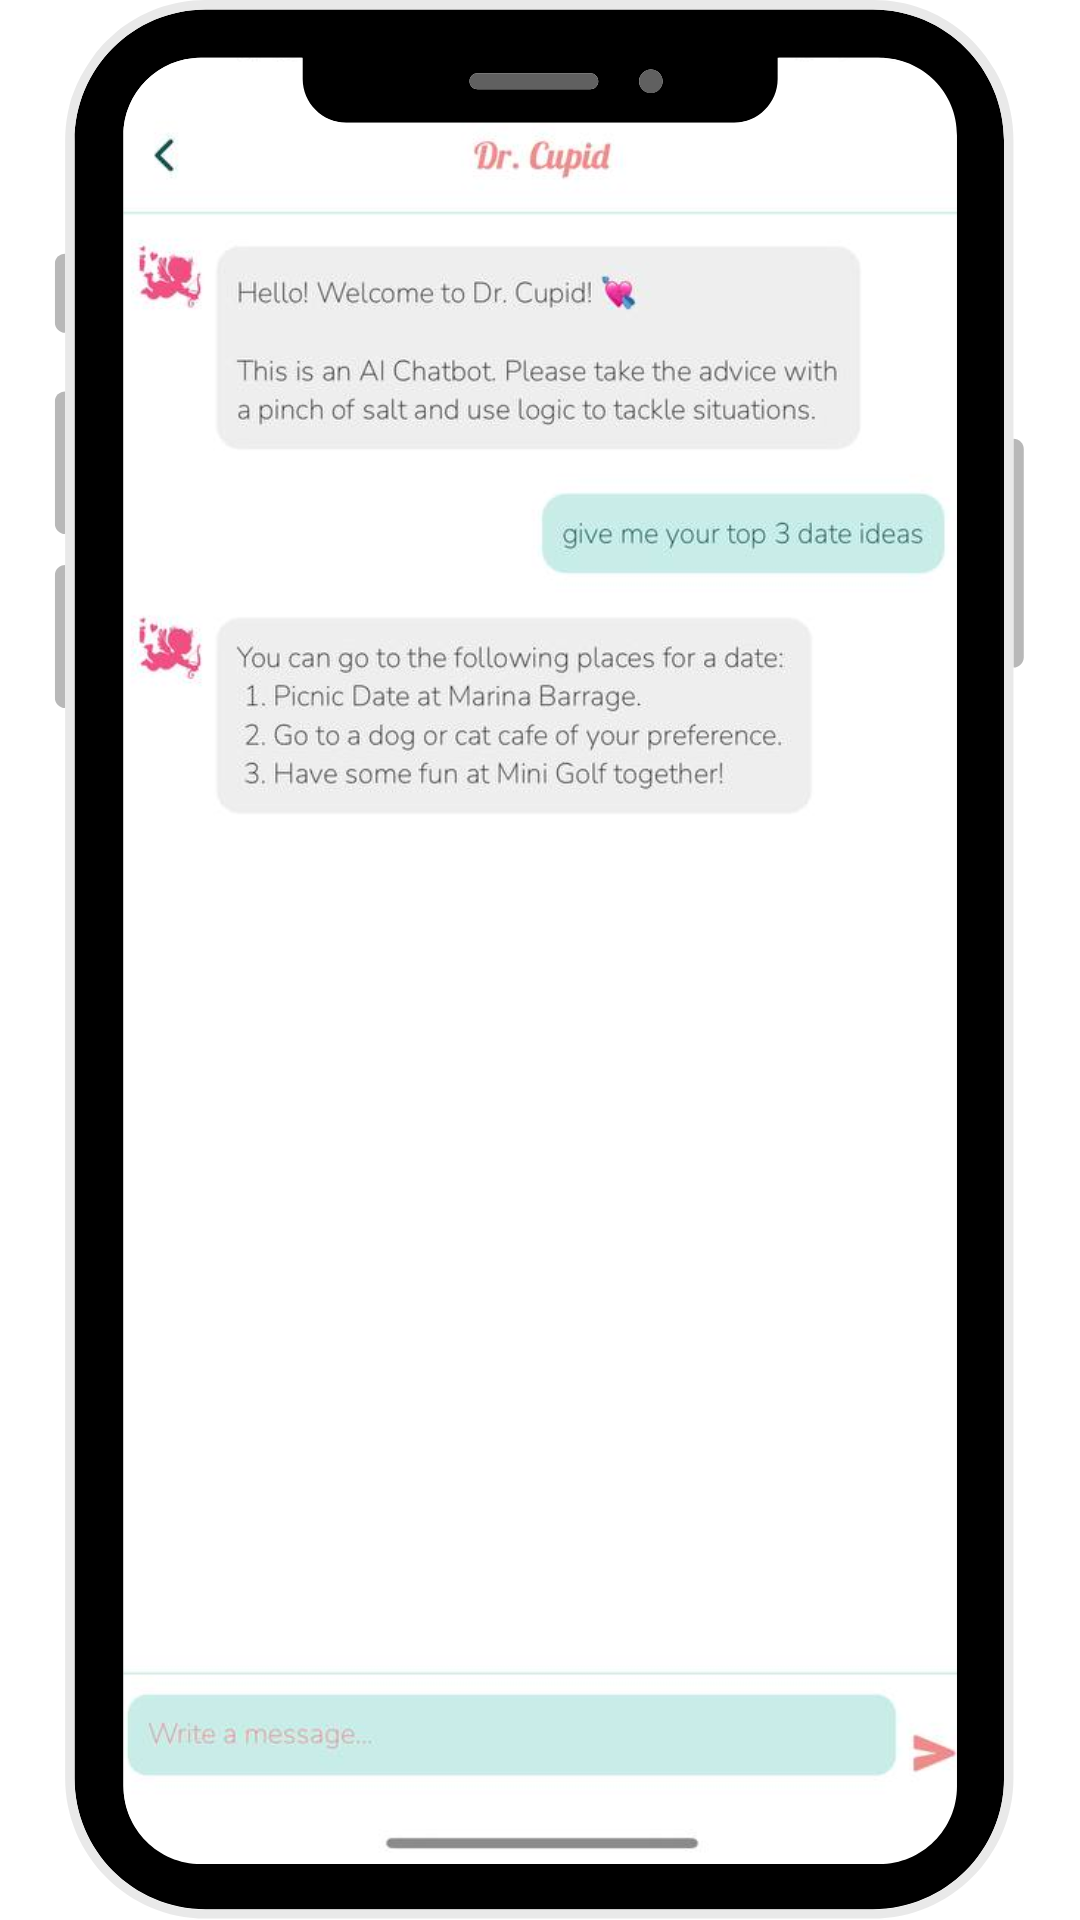 Dr. Cupid
Hello! Welcome to Dr. Cupid! 💘
This is an AI Chatbot. Please take the advice with
a pinch of salt and use logic to tackle situations.
give me your top 3 date ideas
You can go to the following places for a date:
1. Picnic Date at Marina Barrage.
2. Go to a dog or cat cafe of your preference.
3. Have some fun at Mini Golf together!
Write a message...